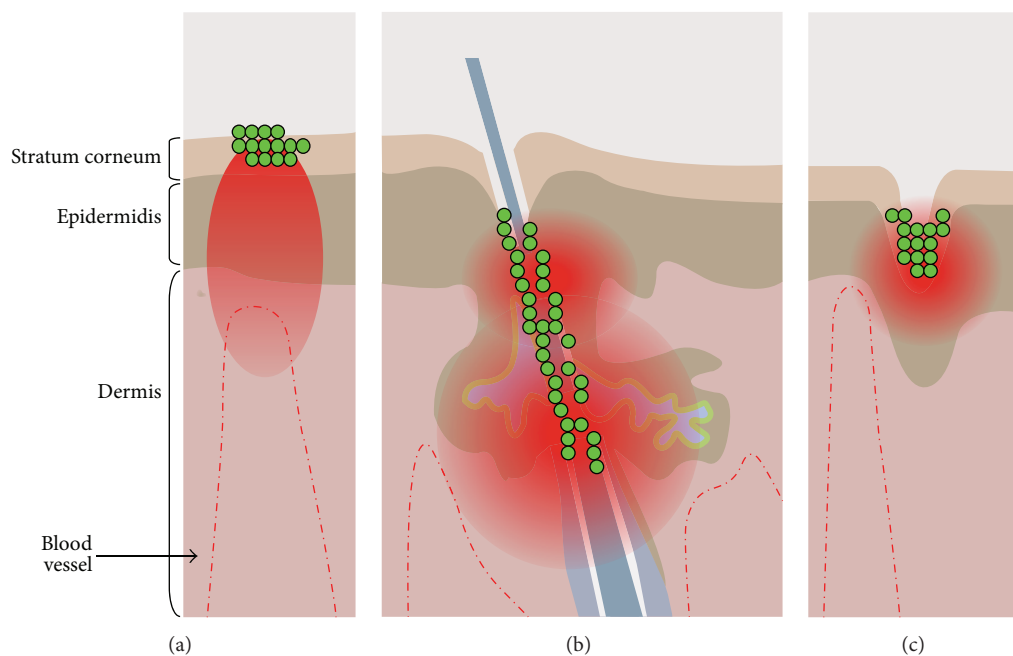 Stratum corneum
Epidermidis
Dermis
Blood
vessel
(a)
(b)
(c)